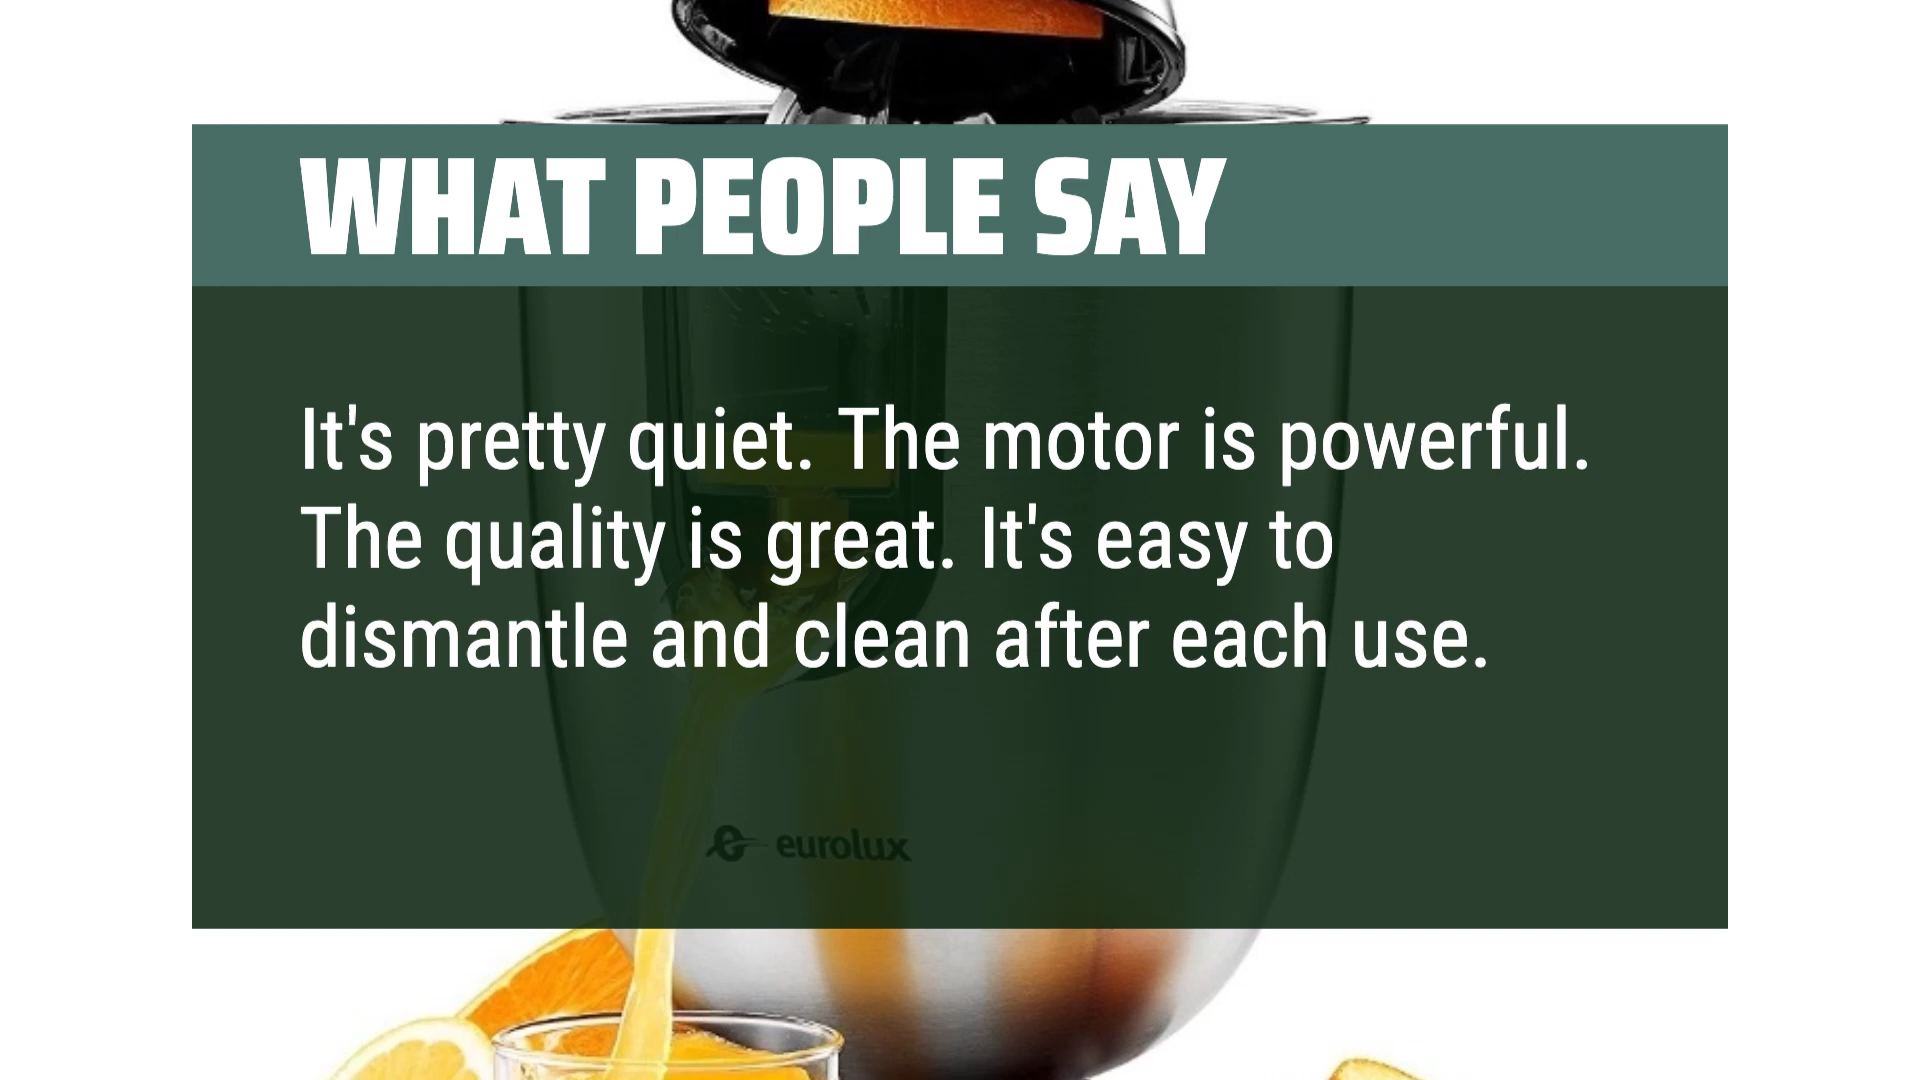 WHAT PEOPLE SAY
It's pretty quiet. The motor is powerful.
The quality is great. It's easy to
dismantle and clean after each use.
eurolux